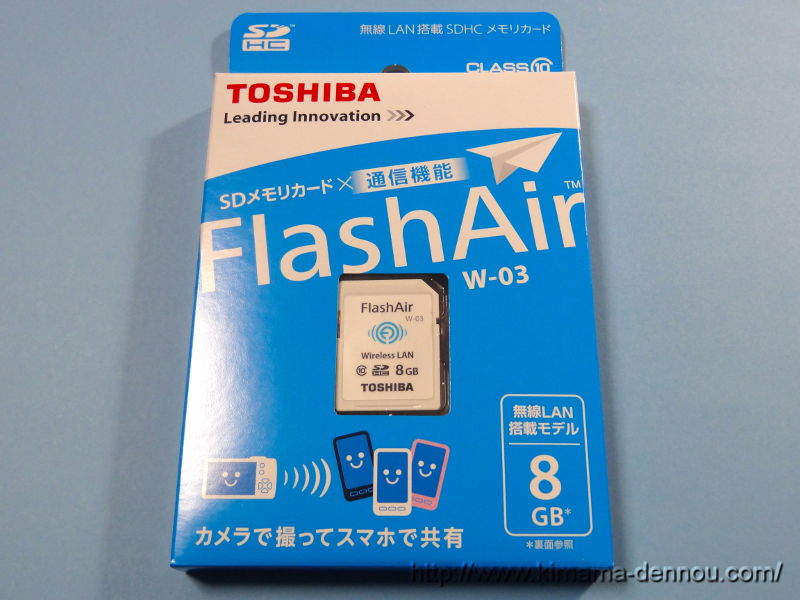 SD HC ™
無線LAN搭載 SDHC メモリカード
CLASS 10
TOSHIBA
Leading Innovation >>>
SDメモリカード×通信機能
FlashAir™
W-03
FlashAir
W-03
Wireless LAN
10 SD HC 8GB
TOSHIBA
無線LAN
搭載モデル
8
GB*
*裏面参照
カメラで撮ってスマホで共有
http://www.kimama-dennou.com/